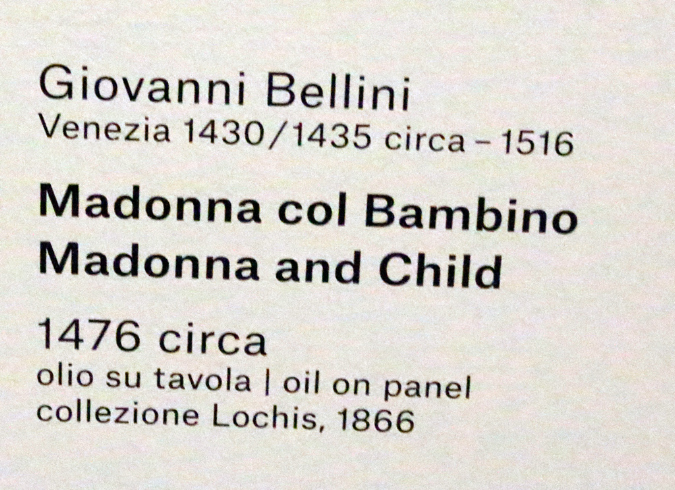 Giovanni Bellini
Venezia 1430/1435 circa – 1516
Madonna col Bambino
Madonna and Child
1476 circa
olio su tavola | oil on panel
collezione Lochis, 1866